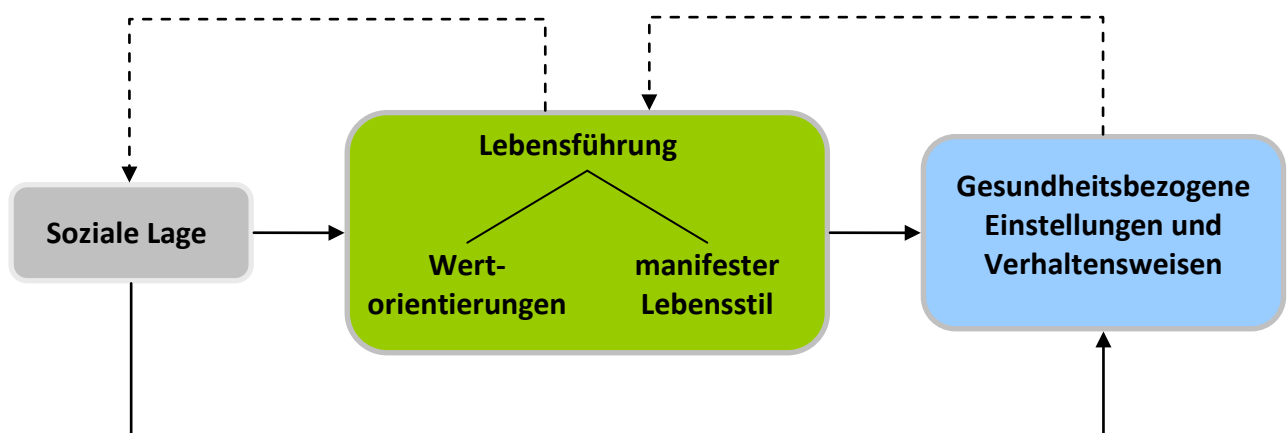 Soziale Lage
Lebensführung
Wert-
orientierungen
manifester
Lebensstil
Gesundheitsbezogene
Einstellungen und
Verhaltensweisen